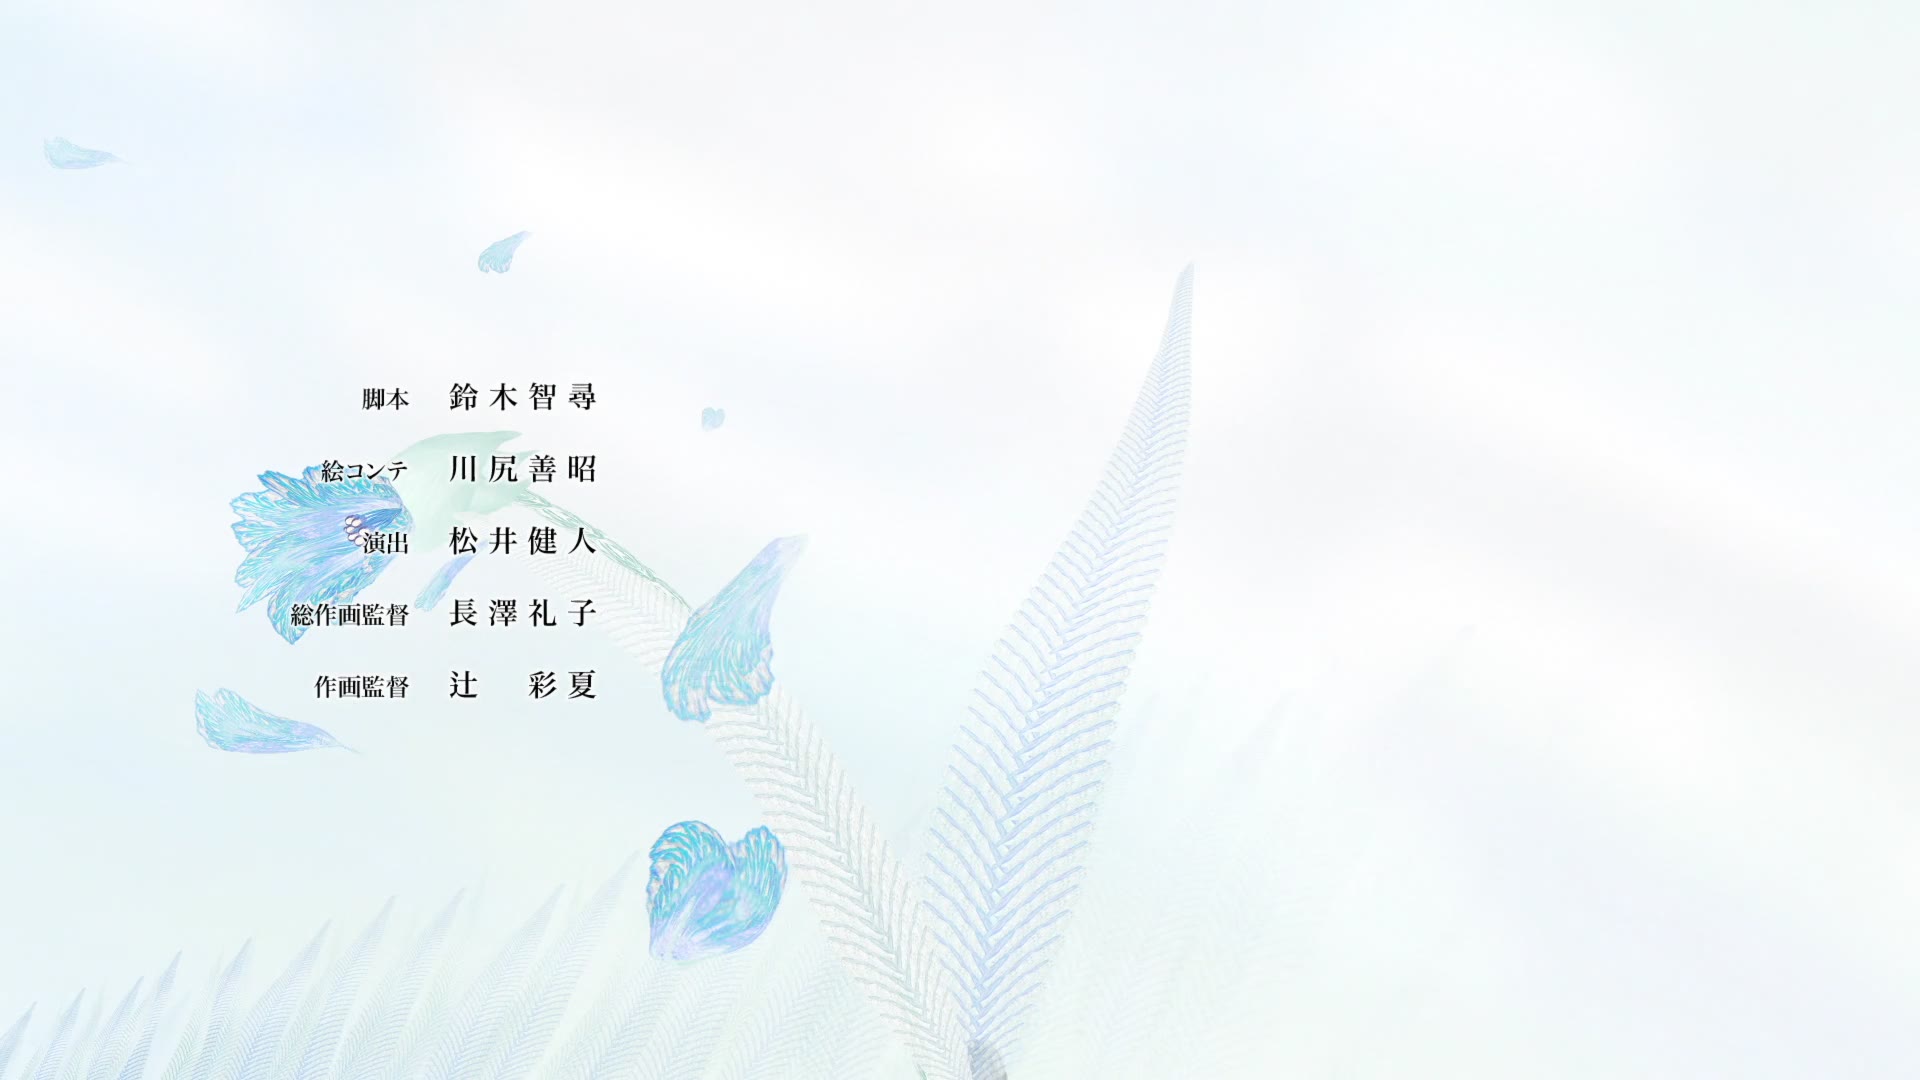 脚本 鈴木智尋
絵コンテ 川尻善昭
演出 松井健人
総作画監督 長澤礼子
作画監督 辻 彩夏